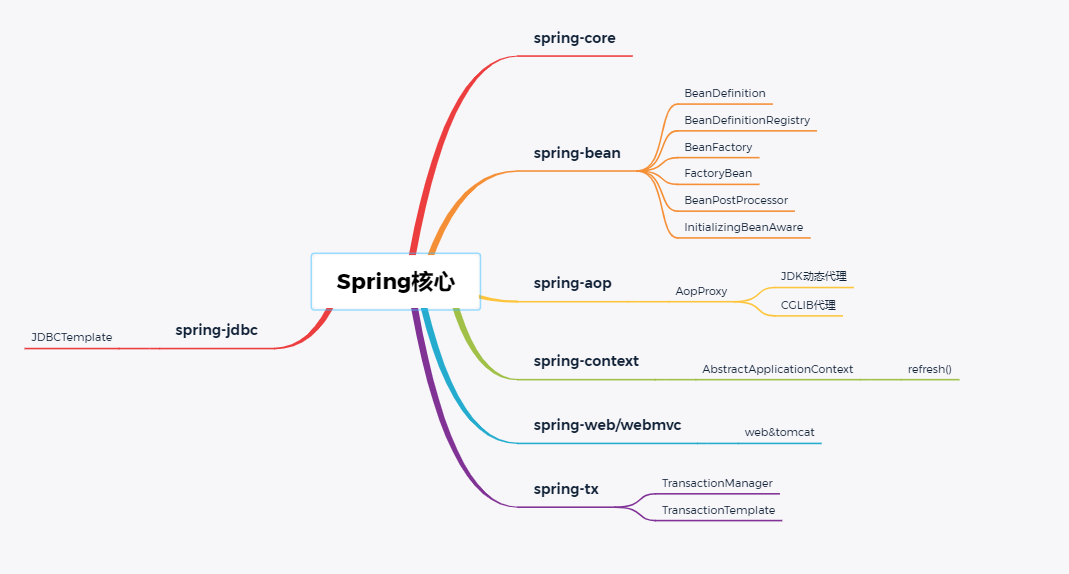 Spring核心
spring-core
spring-bean
BeanDefinition
BeanDefinitionRegistry
BeanFactory
FactoryBean
BeanPostProcessor
InitializingBeanAware
spring-aop
AopProxy
JDK动态代理
CGLIB代理
spring-context
AbstractApplicationContext
refresh()
spring-web/webmvc
web&tomcat
spring-tx
TransactionManager
TransactionTemplate
spring-jdbc
JDBCTemplate